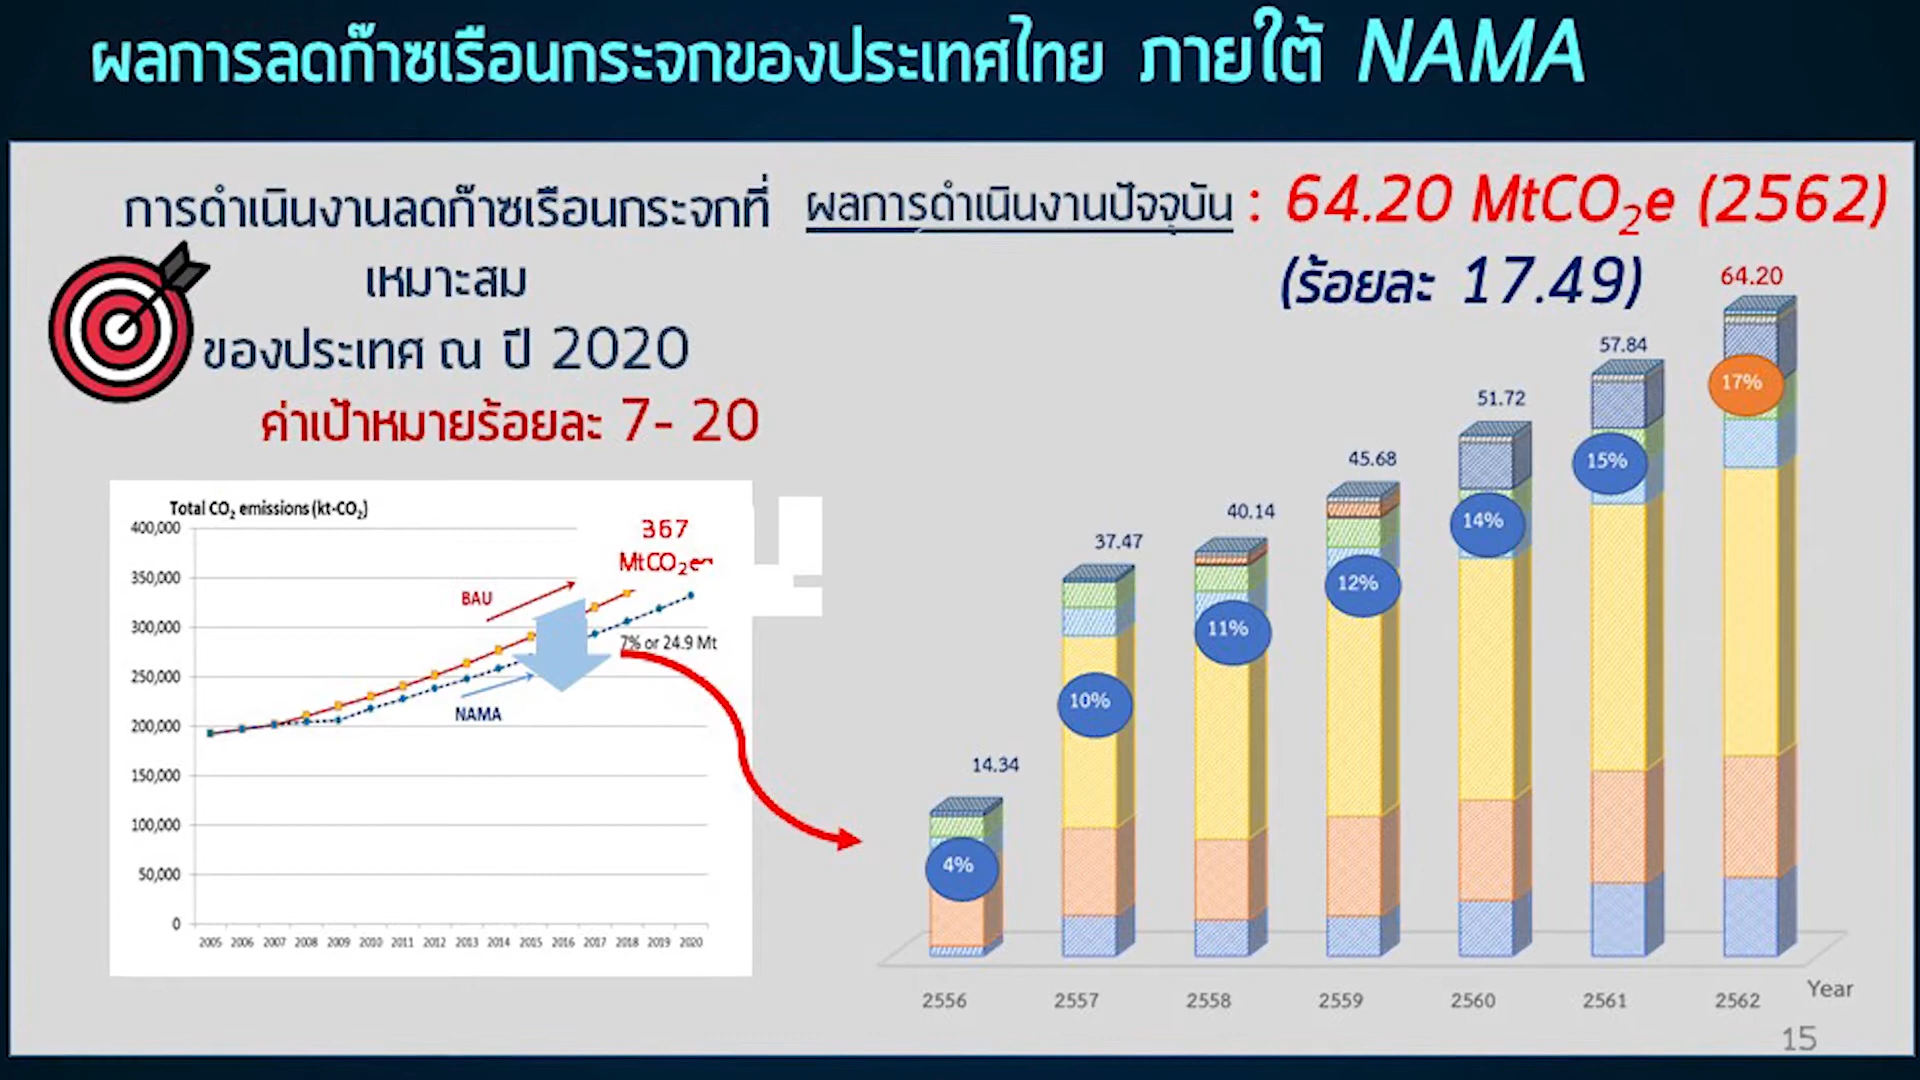 ผลการลดก๊าซเรือนกระจกของประเทศไทย ภายใต้ NAMA
การดำเนินงานลดก๊าซเรือนกระจกที่
เหมาะสม
ของประเทศ ณ ปี 2020
ค่าเป้าหมายร้อยละ 7- 20
ผลการดำเนินงานปัจจุบัน : 64.20 MtCO₂e (2562)
(ร้อยละ 17.49)
Total CO₂ emissions (kt-CO₂)
400,000
350,000
300,000
250,000
200,000
150,000
100,000
50,000
0
367
MtCO₂e
BAU
7% or 24.9 Mt
NAMA
2005 2006 2007 2008 2009 2010 2011 2012 2013 2014 2015 2016 2017 2018 2019 2020
14.34
37.47
40.14
45.68
51.72
57.84
64.20
4%
10%
11%
12%
14%
15%
17%
2556 2557 2558 2559 2560 2561 2562 Year
15